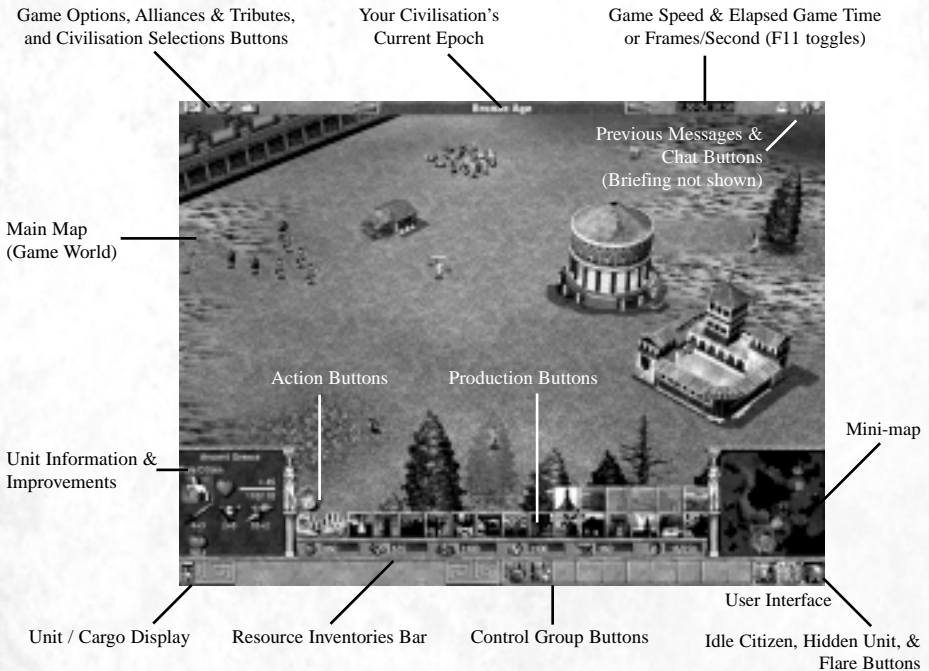 Game Options, Alliances & Tributes,
and Civilisation Selections Buttons
Your Civilisation’s
Current Epoch
Game Speed & Elapsed Game Time
or Frames/Second (F11 toggles)
Bronze Age
Previous Messages &
Chat Buttons
(Briefing not shown)
Main Map
(Game World)
Action Buttons
Production Buttons
Mini-map
Unit Information &
Improvements
Ancient Greece
Citizen
User Interface
Unit / Cargo Display
Resource Inventories Bar
Control Group Buttons
Idle Citizen, Hidden Unit, &
Flare Buttons